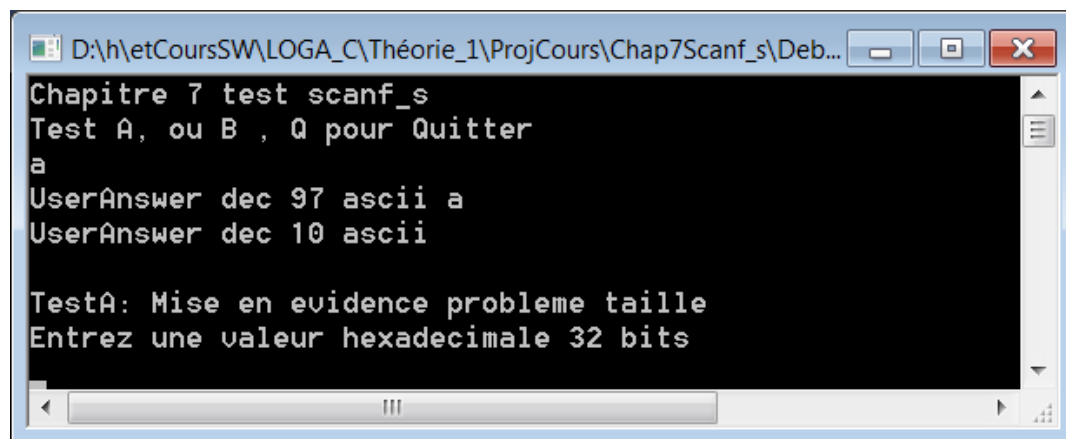 D:\h\etCoursSW\LOGA_C\Théorie_1\ProjCours\Chap7Scanf_s\Deb...
Chapitre 7 test scanf_s
Test A, ou B , Q pour Quitter
a
UserAnswer dec 97 ascii a
UserAnswer dec 10 ascii
TestA: Mise en evidence probleme taille
Entrez une valeur hexadecimale 32 bits